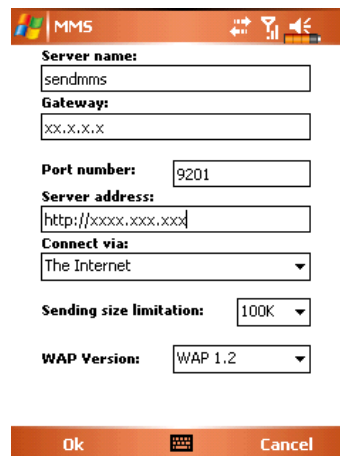 MMS
Server name:
sendmms
Gateway:
xx.x.x.x
Port number: 9201
Server address:
http://xxxx.xxx.xxx
Connect via:
The Internet
Sending size limitation: 100K
WAP Version: WAP 1.2
Ok Cancel